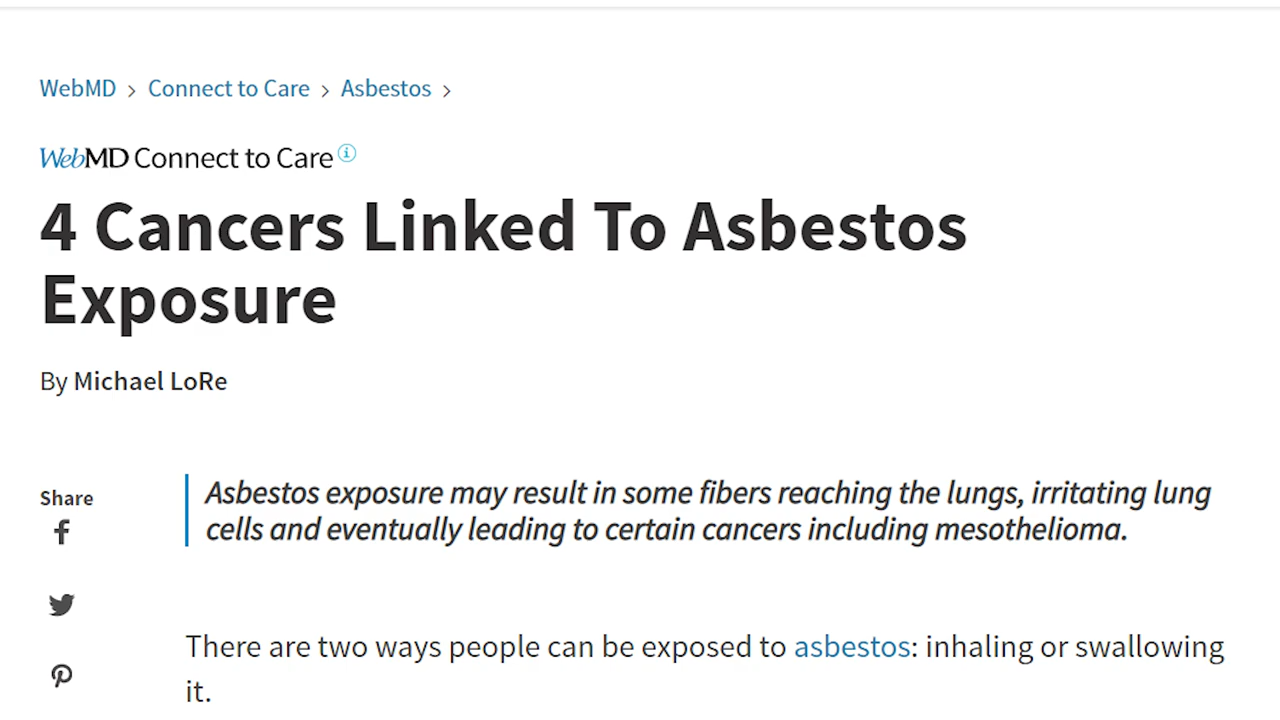 WebMD > Connect to Care > Asbestos >
WebMD Connect to Care i
4 Cancers Linked To Asbestos
Exposure
By Michael LoRe
Share
Asbestos exposure may result in some fibers reaching the lungs, irritating lung
cells and eventually leading to certain cancers including mesothelioma.
There are two ways people can be exposed to asbestos: inhaling or swallowing
it.